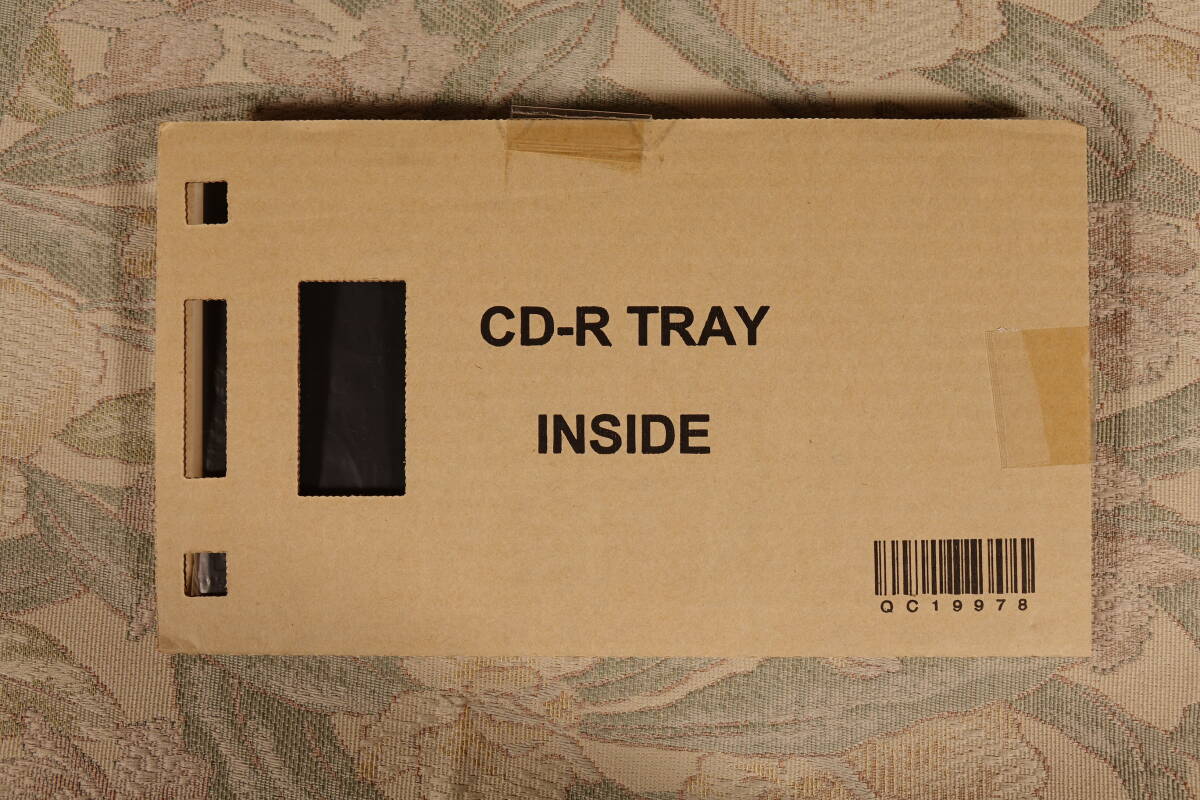 CD-R TRAY
INSIDE
QC19978